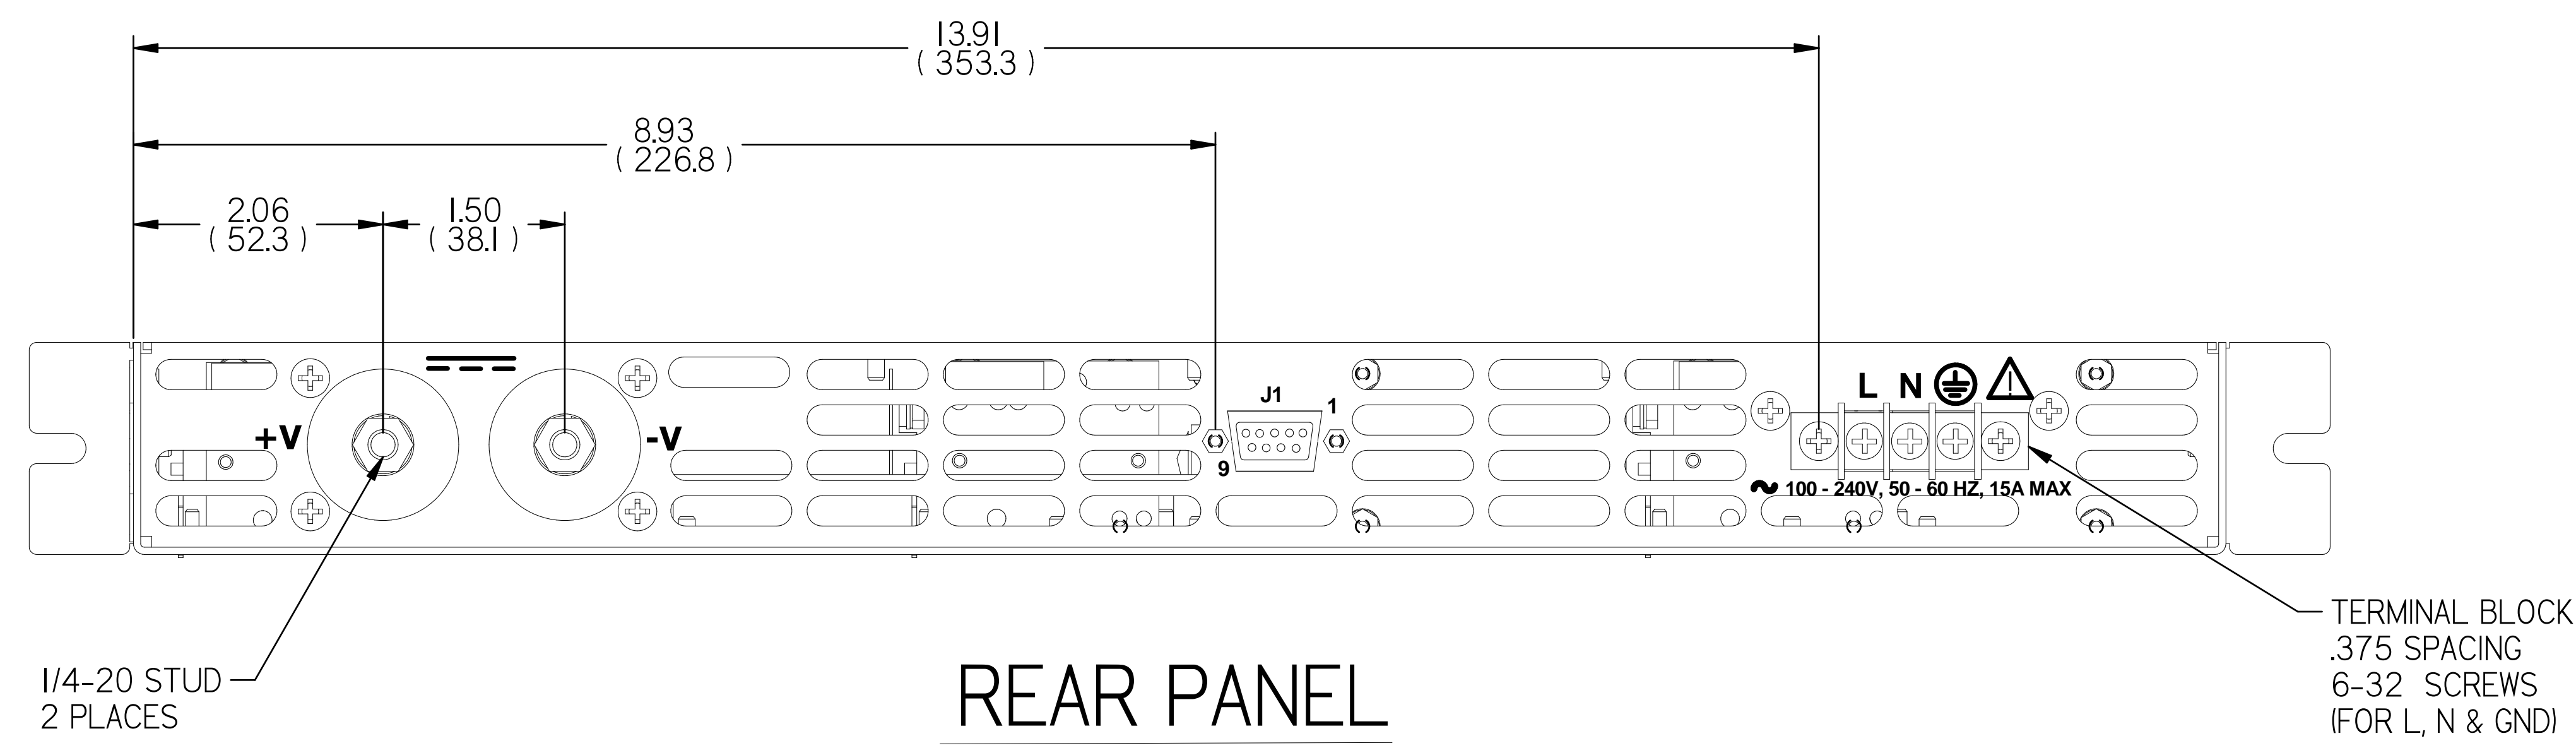 13.91
( 353.3 )
8.93
( 226.8 )
2.06
( 52.3 )
1.50
( 38.1 )
+V
-V
J1
1
9
L N
100 - 240V, 50 - 60 HZ, 15A MAX
1/4-20 STUD
2 PLACES
REAR PANEL
TERMINAL BLOCK
.375 SPACING
6-32 SCREWS
(FOR L, N & GND)